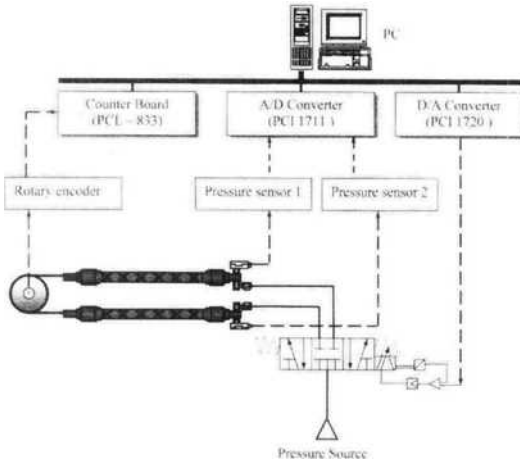 PC
Counter Board
(PCL - 833)
A/D Converter
(PCI 1711 )
D/A Converter
(PCI 1720 )
Rotary encoder
Pressure sensor 1
Pressure sensor 2
Pressure Source